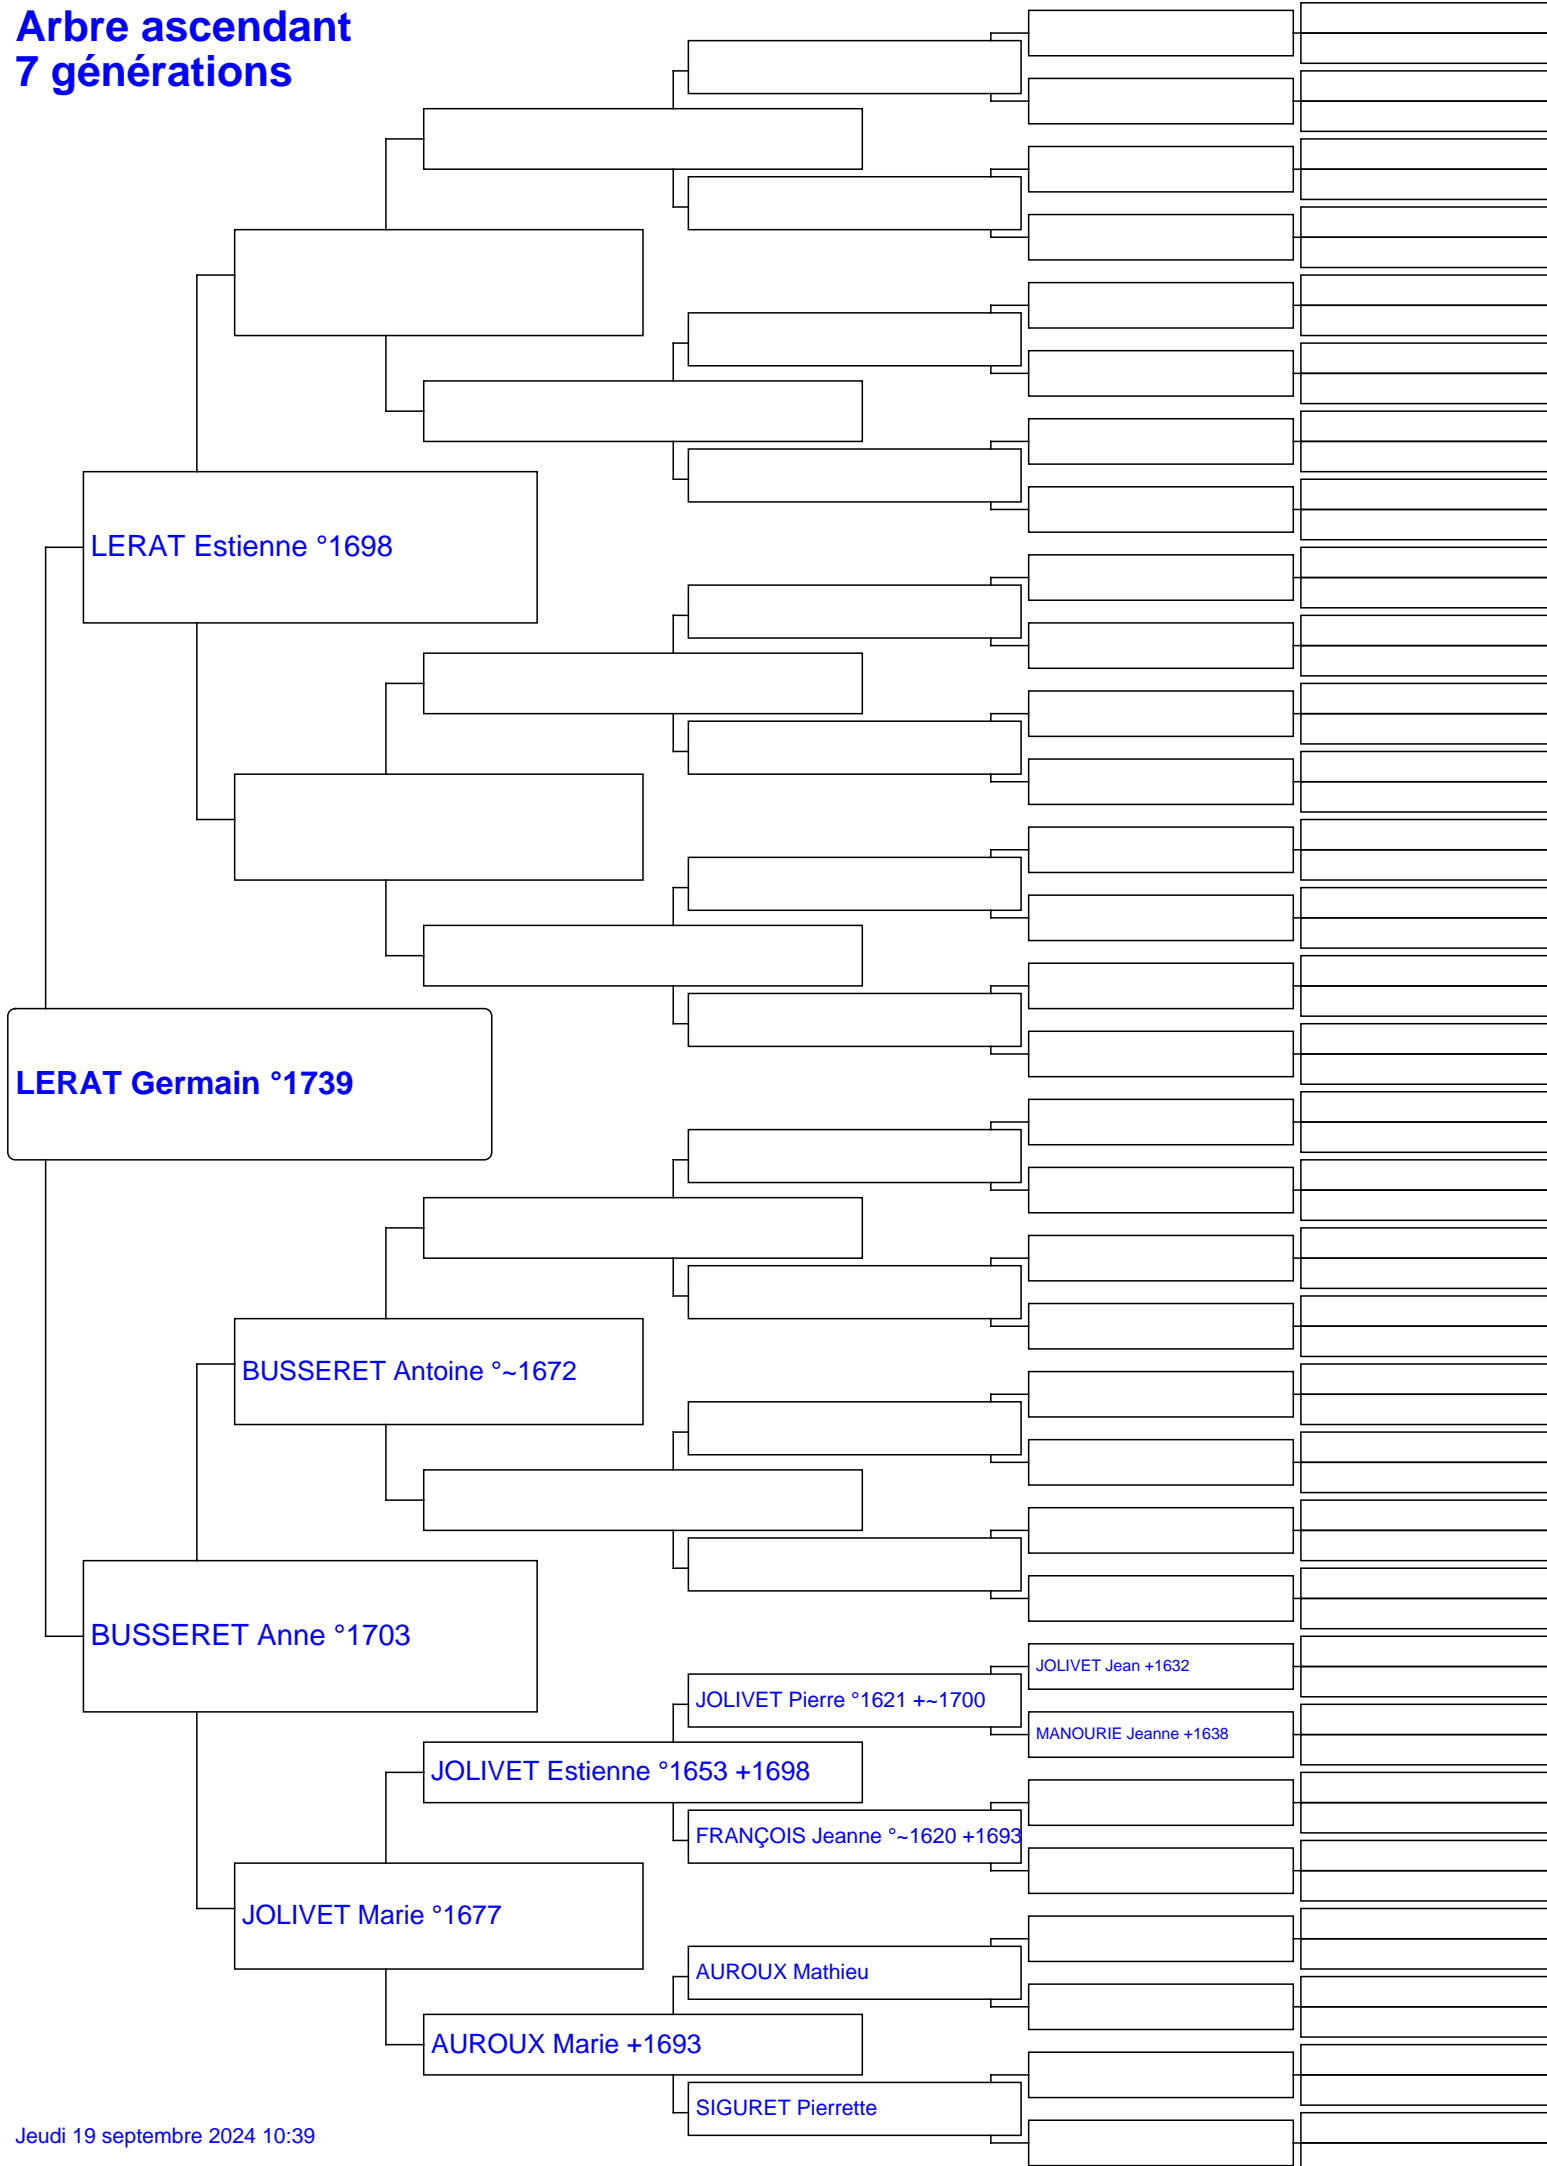 Arbre ascendant
7 générations
LERAT Estienne °1698
LERAT Germain °1739
BUSSERET Antoine °~1672
BUSSERET Anne °1703
JOLIVET Jean +1632
JOLIVET Pierre °1621 +~1700
MANOURIE Jeanne +1638
JOLIVET Estienne °1653 +1698
FRANÇOIS Jeanne °~1620 +1693
JOLIVET Marie °1677
AUROUX Mathieu
AUROUX Marie +1693
SIGURET Pierrette
Jeudi 19 septembre 2024 10:39